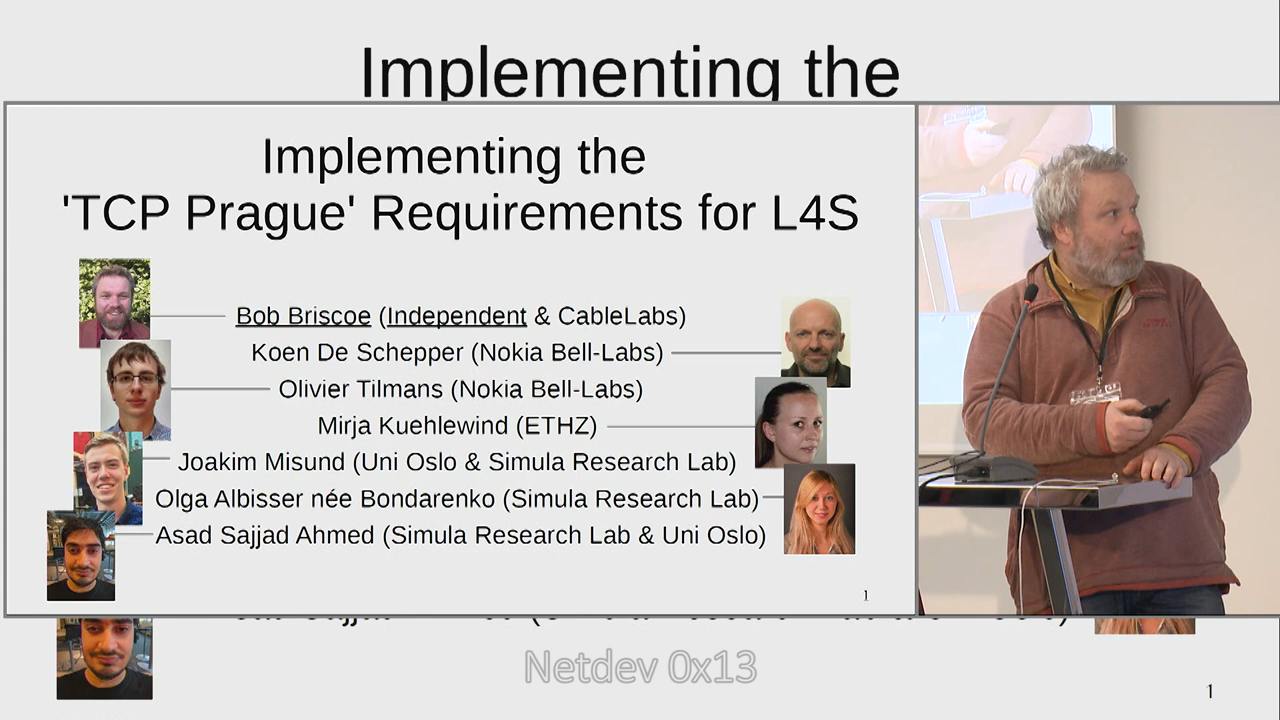 Implementing the
Implementing the
'TCP Prague' Requirements for L4S
Bob Briscoe (Independent & CableLabs)
Koen De Schepper (Nokia Bell-Labs)
Olivier Tilmans (Nokia Bell-Labs)
Mirja Kuehlewind (ETHZ)
Joakim Misund (Uni Oslo & Simula Research Lab)
Olga Albisser née Bondarenko (Simula Research Lab)
Asad Sajjad Ahmed (Simula Research Lab & Uni Oslo)
1
Netdev 0x13
1